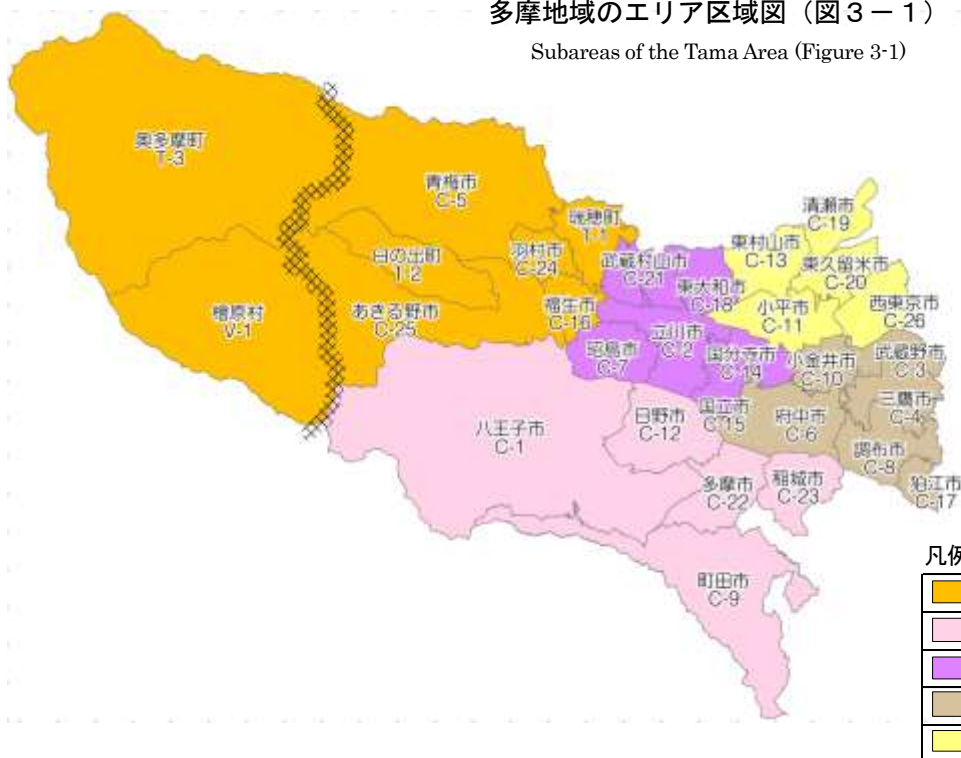 多摩地域のエリア区域図（図３－１）
Subareas of the Tama Area (Figure 3-1)
奥多摩町
T-3
青梅市
C-5
瑞穂町
T-1
清瀬市
C-19
東村山市
C-13
日の出町
T-2
羽村市
C-24
武蔵村山市
C-21
東久留米市
C-20
東大和市
C-18
檜原村
V-1
あきる野市
C-25
福生市
C-16
小平市
C-11
西東京市
C-26
立川市
C-2
昭島市
C-7
国分寺市
C-14
小金井市
C-10
武蔵野市
C-3
三鷹市
C-4
八王子市
C-1
日野市
C-12
国立市
C-15
府中市
C-6
調布市
C-8
多摩市
C-22
稲城市
C-23
狛江市
C-17
町田市
C-9
凡例